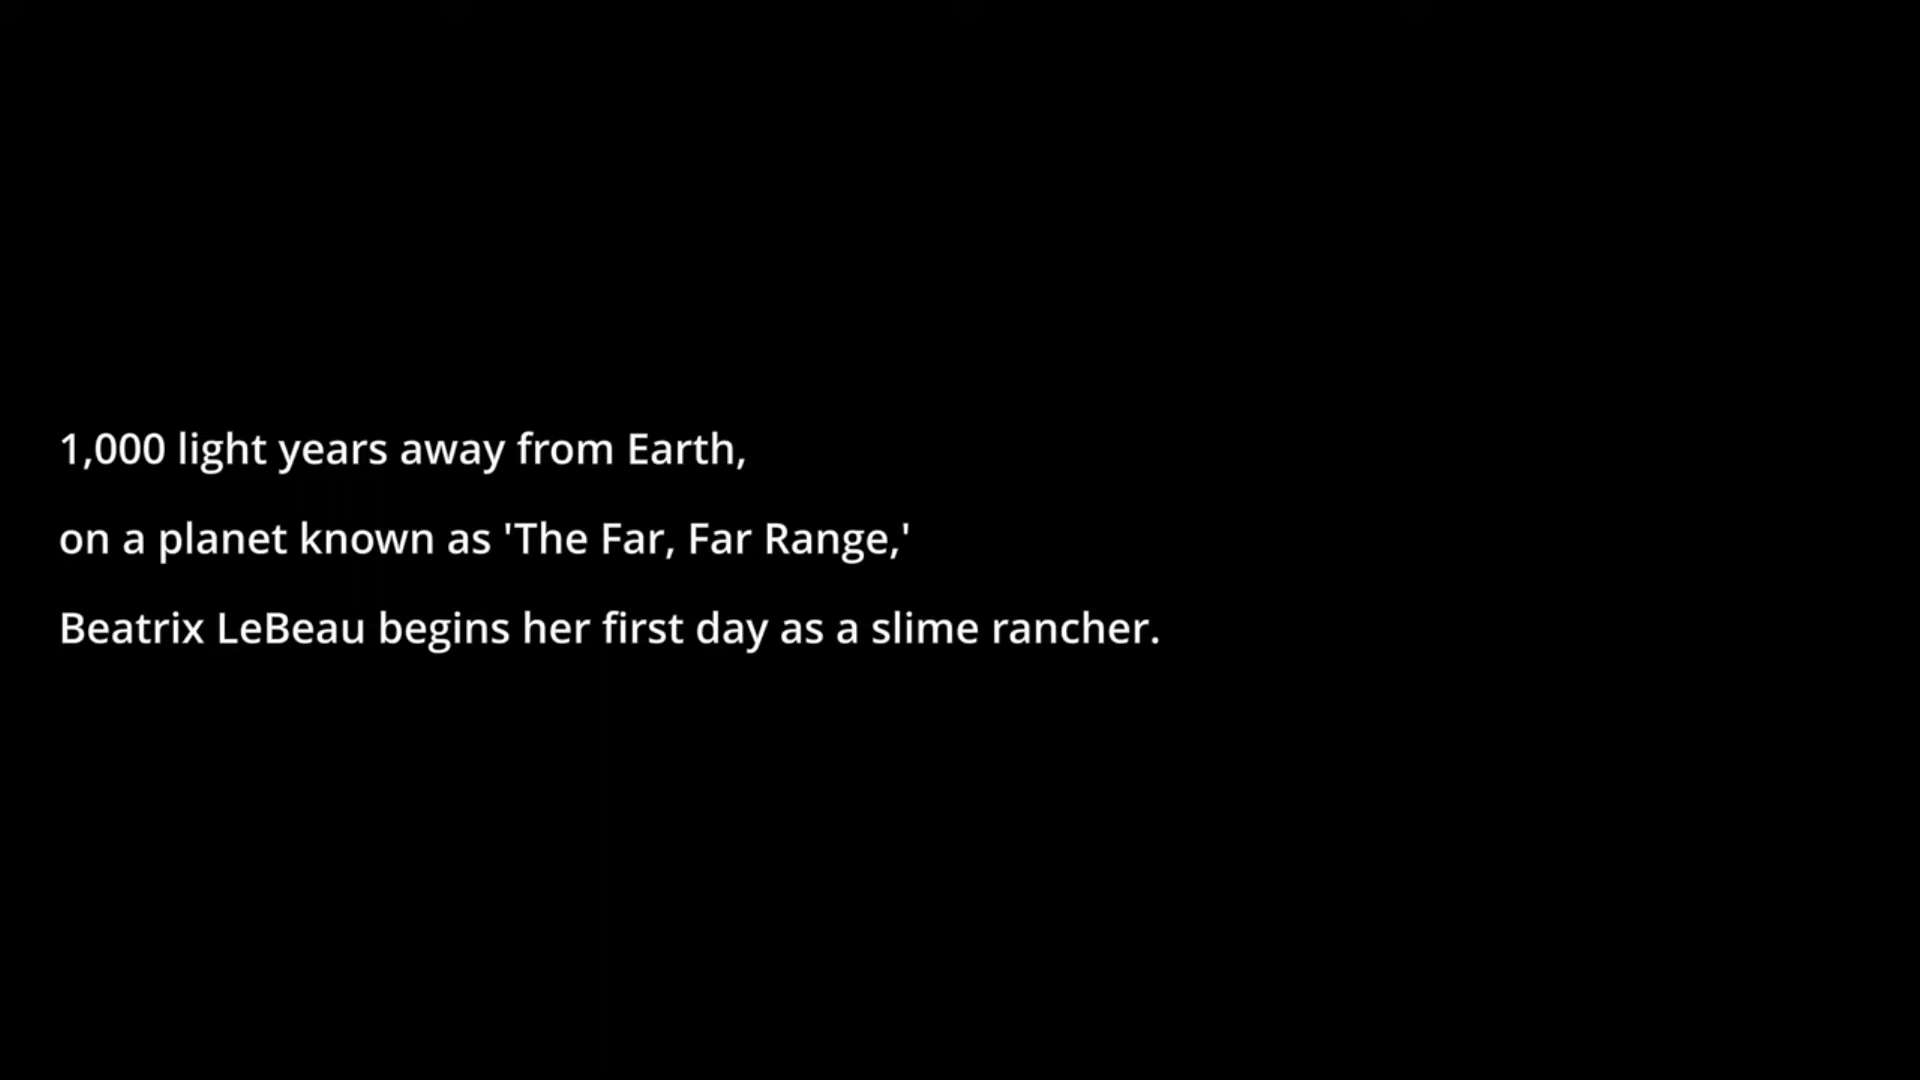 1,000 light years away from Earth,
on a planet known as 'The Far, Far Range,'
Beatrix LeBeau begins her first day as a slime rancher.